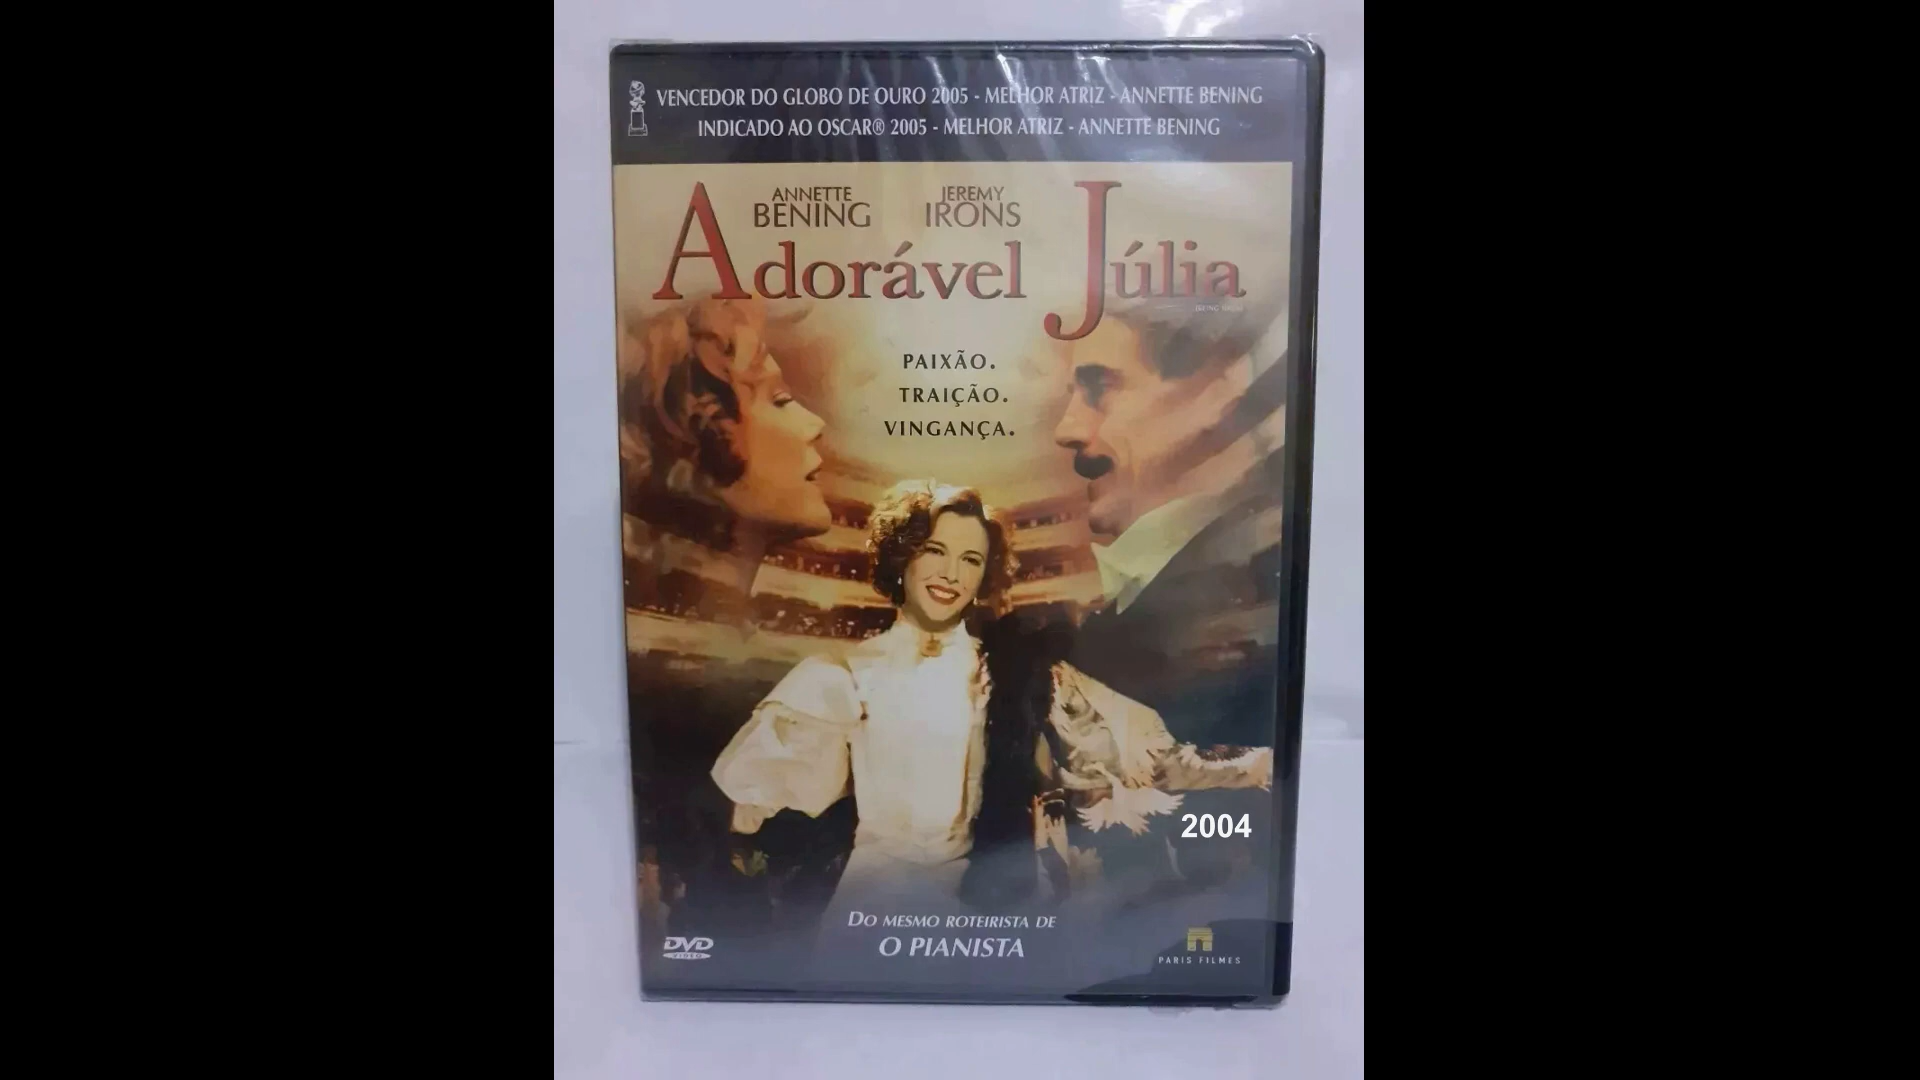 VENCEDOR DO GLOBO DE OURO 2005 - MELHOR ATRIZ - ANNETTE BENING
INDICADO AO OSCAR® 2005 - MELHOR ATRIZ - ANNETTE BENING
ANNETTE BENING
JEREMY IRONS
Adorável Júlia
PAIXÃO.
TRAIÇÃO.
VINGANÇA.
2004
DO MESMO ROTEIRISTA DE
O PIANISTA
DVD
VIDEO
PARIS FILMES